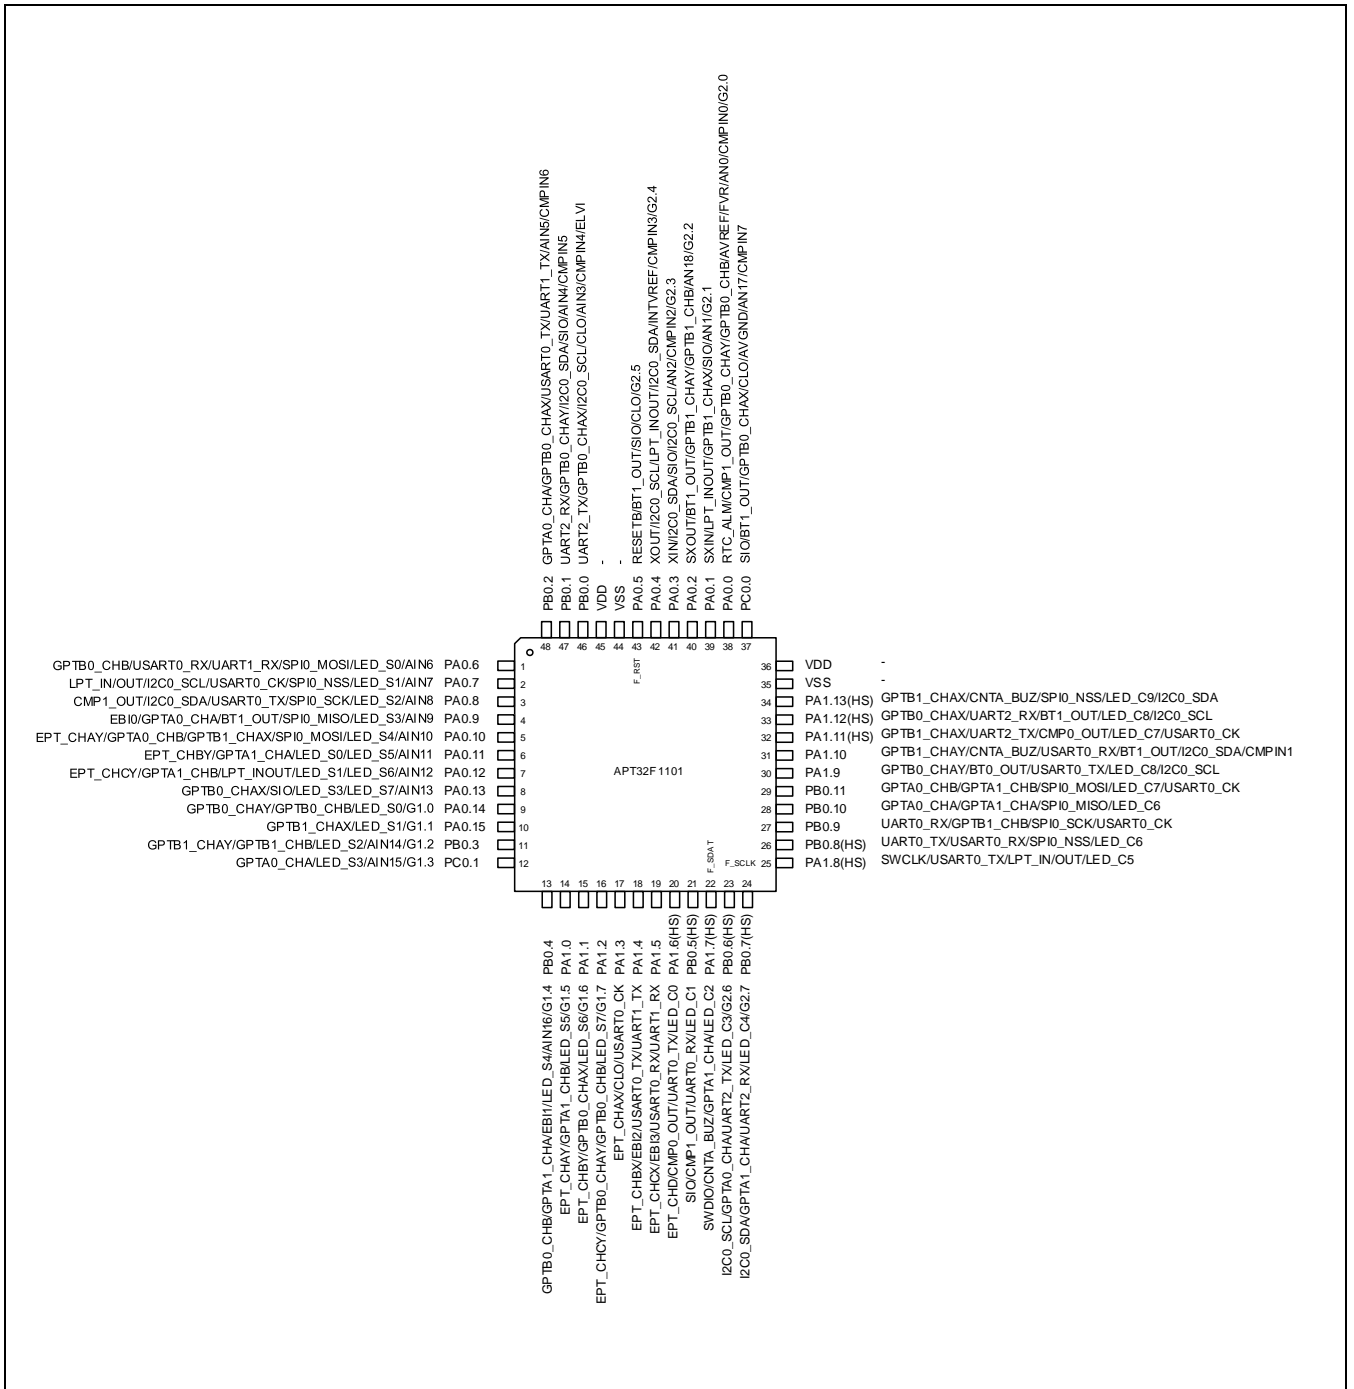 PB0.2 GPTA0_CHA/GPTB0_CHAX/USART0_TX/UART1_TX/AIN5/CMPIN6
PB0.1 UART2_RX/GPTB0_CHAY/I2C0_SDA/SIO/AIN4/CMPIN5
PB0.0 UART2_TX/GPTB0_CHAX/I2C0_SCL/CLO/AIN3/CMPIN4/ELVI
VDD -
VSS -
PA0.5 RESETB/BT1_OUT/SIO/CLO/G2.5
PA0.4 XOUT/I2C0_SCL/LPT_INOUT/I2C0_SDA/INTVREF/CMPIN3/G2.4
PA0.3 XIN/I2C0_SDA/SIO/I2C0_SCL/AN2/CMPIN2/G2.3
PA0.2 SXOUT/BT1_OUT/GPTB1_CHAY/GPTB1_CHB/AN18/G2.2
PA0.1 SXIN/LPT_INOUT/GPTB1_CHAX/SIO/AN1/G2.1
PA0.0 RTC_ALM/CMP1_OUT/GPTB0_CHAY/GPTB0_CHB/AVREF/FVR/AN0/CMPIN0/G2.0
PC0.0 SIO/BT1_OUT/GPTB0_CHAX/CLO/AVGND/AN17/CMPIN7
48 47 46 45 44 43 42 41 40 39 38 37
F_RST
GPTB0_CHB/USART0_RX/UART1_RX/SPI0_MOSI/LED_S0/AIN6 PA0.6 1
LPT_IN/OUT/I2C0_SCL/USART0_CK/SPI0_NSS/LED_S1/AIN7 PA0.7 2
CMP1_OUT/I2C0_SDA/USART0_TX/SPI0_SCK/LED_S2/AIN8 PA0.8 3
EBI0/GPTA0_CHA/BT1_OUT/SPI0_MISO/LED_S3/AIN9 PA0.9 4
EPT_CHAY/GPTA0_CHB/GPTB1_CHAX/SPI0_MOSI/LED_S4/AIN10 PA0.10 5
EPT_CHBY/GPTA1_CHA/LED_S0/LED_S5/AIN11 PA0.11 6
EPT_CHCY/GPTA1_CHB/LPT_INOUT/LED_S1/LED_S6/AIN12 PA0.12 7
GPTB0_CHAX/SIO/LED_S3/LED_S7/AIN13 PA0.13 8
GPTB0_CHAY/GPTB0_CHB/LED_S0/G1.0 PA0.14 9
GPTB1_CHAX/LED_S1/G1.1 PA0.15 10
GPTB1_CHAY/GPTB1_CHB/LED_S2/AIN14/G1.2 PB0.3 11
GPTA0_CHA/LED_S3/AIN15/G1.3 PC0.1 12
APT32F1101
36 VDD -
35 VSS -
34 PA1.13(HS) GPTB1_CHAX/CNTA_BUZ/SPI0_NSS/LED_C9/I2C0_SDA
33 PA1.12(HS) GPTB0_CHAX/UART2_RX/BT1_OUT/LED_C8/I2C0_SCL
32 PA1.11(HS) GPTB1_CHAX/UART2_TX/CMP0_OUT/LED_C7/USART0_CK
31 PA1.10 GPTB1_CHAY/CNTA_BUZ/USART0_RX/BT1_OUT/I2C0_SDA/CMPIN1
30 PA1.9 GPTB0_CHAY/BT0_OUT/USART0_TX/LED_C8/I2C0_SCL
29 PB0.11 GPTA0_CHB/GPTA1_CHB/SPI0_MOSI/LED_C7/USART0_CK
28 PB0.10 GPTA0_CHA/GPTA1_CHA/SPI0_MISO/LED_C6
27 PB0.9 UART0_RX/GPTB1_CHB/SPI0_SCK/USART0_CK
26 PB0.8(HS) UART0_TX/USART0_RX/SPI0_NSS/LED_C6
F_SCLK 25 PA1.8(HS) SWCLK/USART0_TX/LPT_IN/OUT/LED_C5
F_SDAT
13 14 15 16 17 18 19 20 21 22 23 24
GPTB0_CHB/GPTA1_CHA/EBI1/LED_S4/AIN16/G1.4 PB0.4
EPT_CHAY/GPTA1_CHB/LED_S5/G1.5 PA1.0
EPT_CHBY/GPTB0_CHAX/LED_S6/G1.6 PA1.1
EPT_CHCY/GPTB0_CHAY/GPTB0_CHB/LED_S7/G1.7 PA1.2
EPT_CHAX/CLO/USART0_CK PA1.3
EPT_CHBX/EBI2/USART0_TX/UART1_TX PA1.4
EPT_CHCX/EBI3/USART0_RX/UART1_RX PA1.5
EPT_CHD/CMP0_OUT/UART0_TX/LED_C0 PA1.6(HS)
SIO/CMP1_OUT/UART0_RX/LED_C1 PB0.5(HS)
SWDIO/CNTA_BUZ/GPTA1_CHA/LED_C2 PA1.7(HS)
I2C0_SCL/GPTA0_CHA/UART2_TX/LED_C3/G2.6 PB0.6(HS)
I2C0_SDA/GPTA1_CHA/UART2_RX/LED_C4/G2.7 PB0.7(HS)